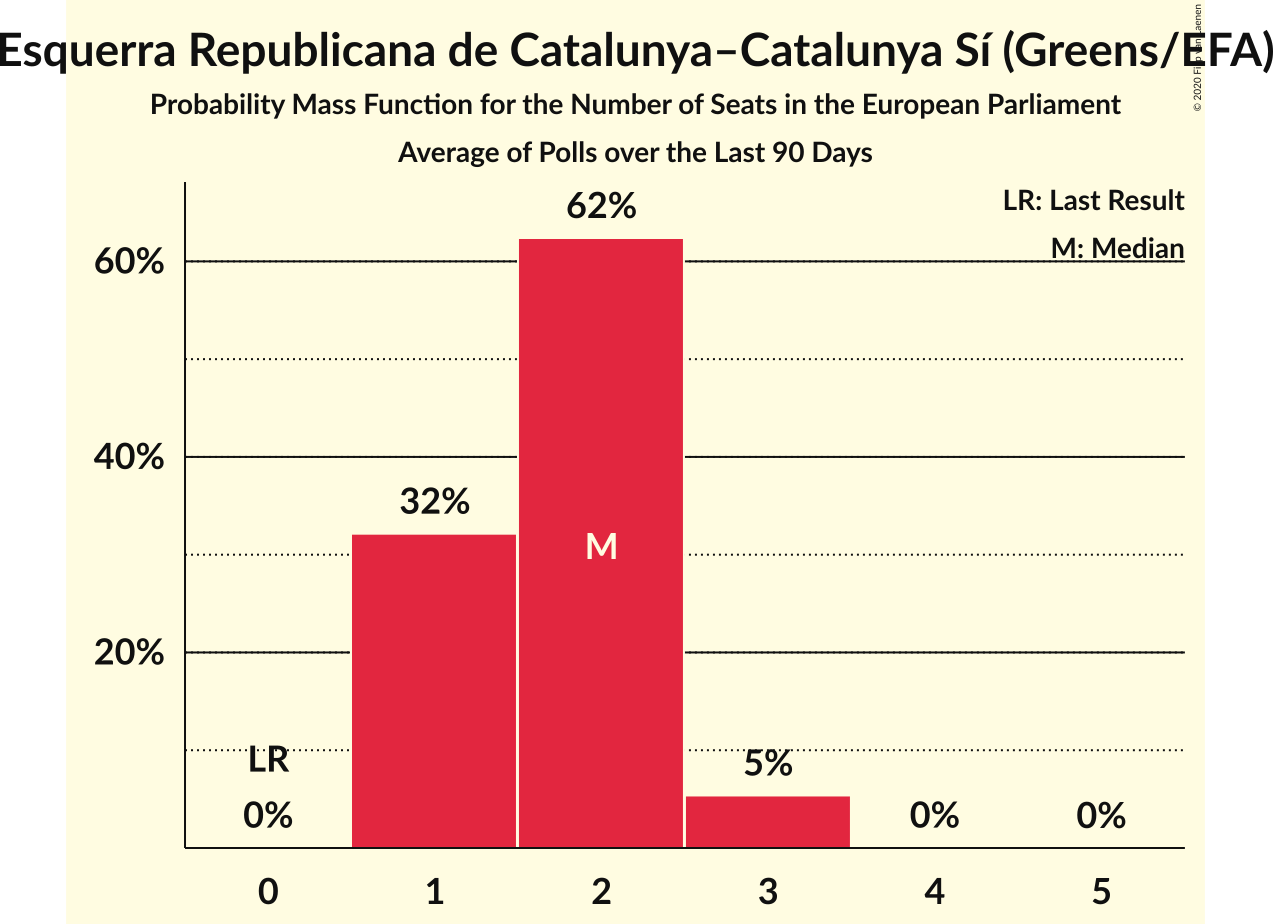 Esquerra Republicana de Catalunya–Catalunya Sí (Greens/EFA)
Probability Mass Function for the Number of Seats in the European Parliament
Average of Polls over the Last 90 Days
© 2020
LR: Last Result
M: Median
62%
60%
40%
32%
M
20%
LR
5%
0%
0%
0%
0
1
2
3
4
5